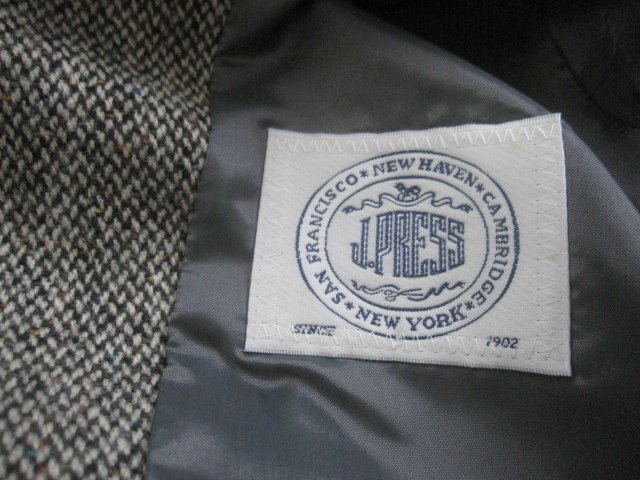 SAN FRANCISCO * NEW HAVEN * CAMBRIDGE * NEW YORK *
J.PRESS
SINCE 1902